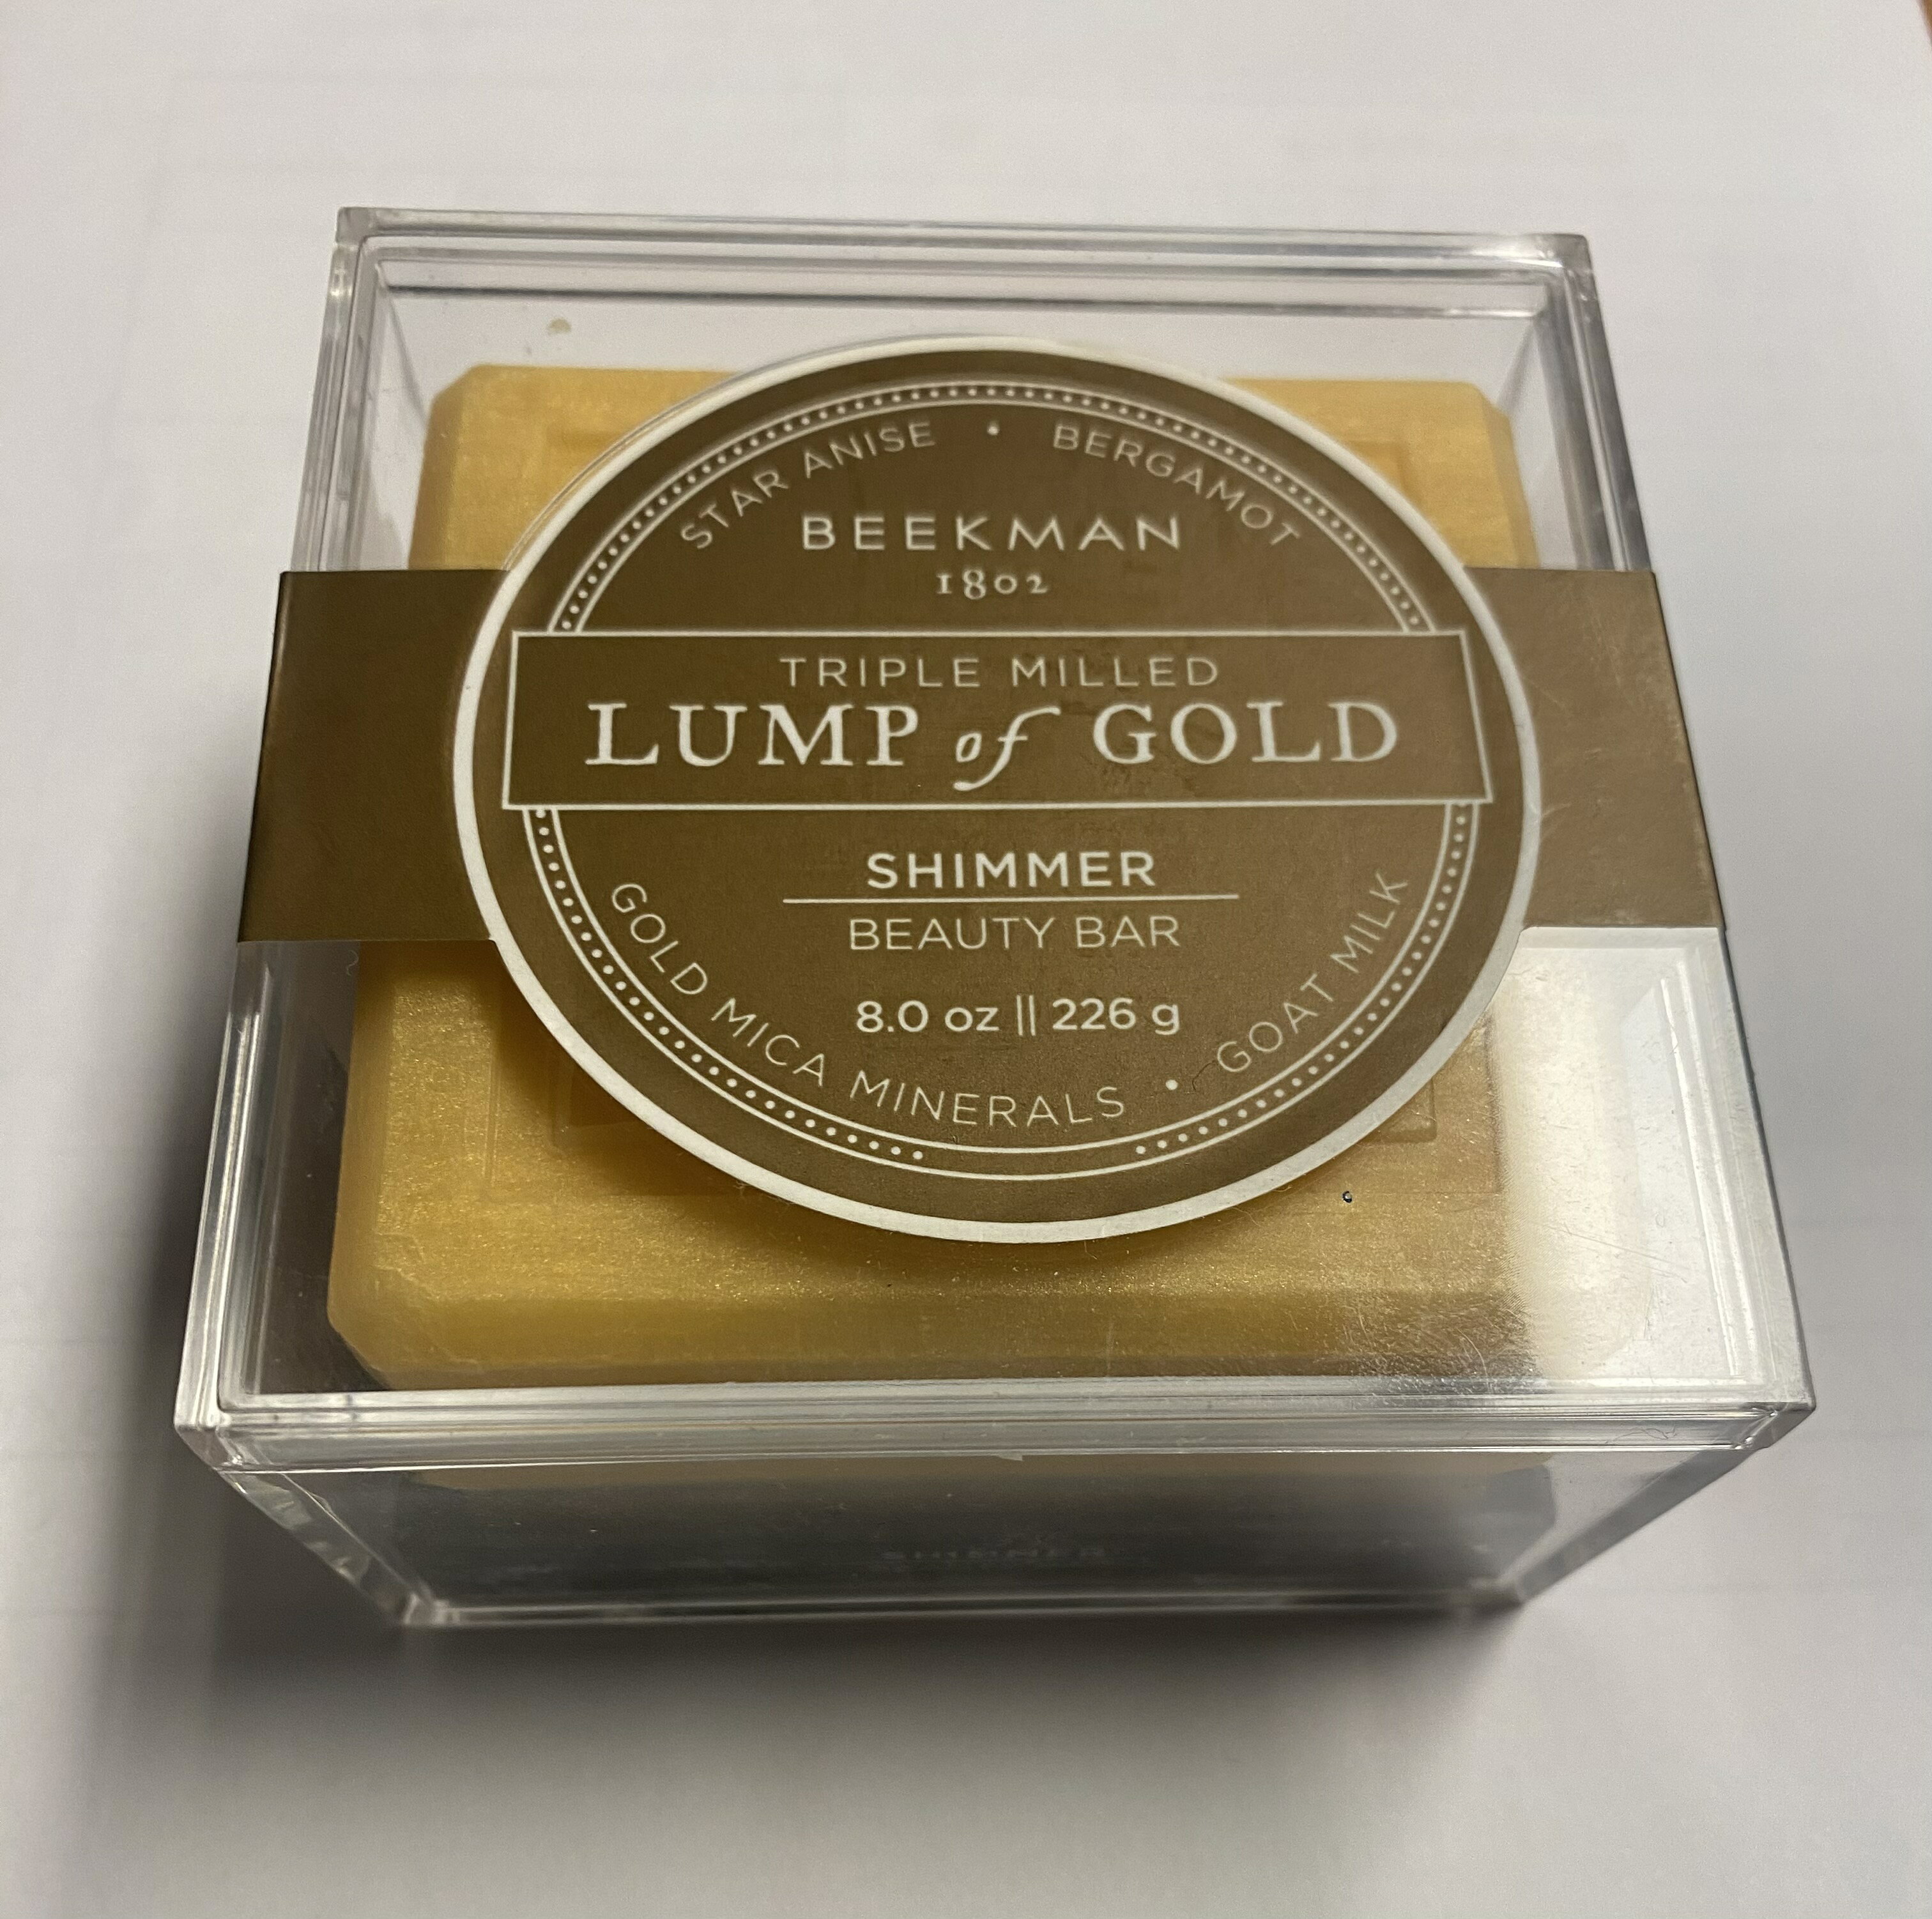 STAR ANISE • BERGAMOT
BEEKMAN
1802
TRIPLE MILLED
LUMP of GOLD
SHIMMER
BEAUTY BAR
8.0 oz || 226 g
GOLD MICA MINERALS • GOAT MILK
SHIMMER